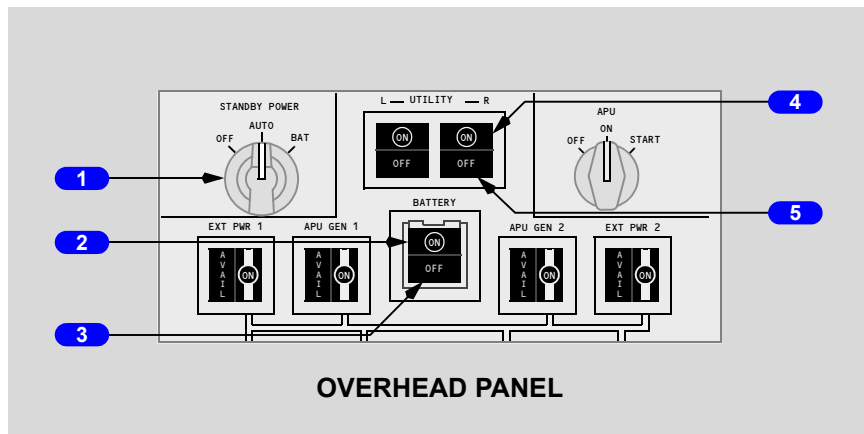 STANDBY POWER
OFF AUTO BAT
L UTILITY R
ON ON
OFF OFF
APU
OFF ON START
4
1
5
2
3
BATTERY
ON
OFF
EXT PWR 1 APU GEN 1 APU GEN 2 EXT PWR 2
AVAIL ON AVAIL ON AVAIL ON AVAIL ON
OVERHEAD PANEL